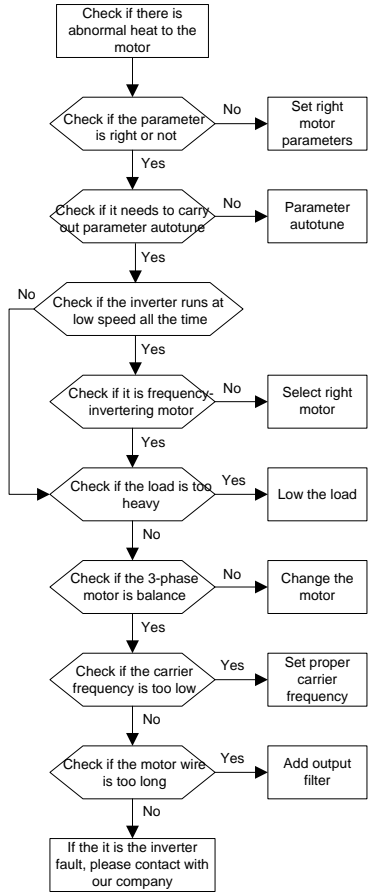 Check if there is
abnormal heat to the
motor
Check if the parameter
is right or not
No
Set right
motor
parameters
Yes
Check if it needs to carry
out parameter autotune
No
Parameter
autotune
Yes
No
Check if the inverter runs at
low speed all the time
Yes
Check if it is frequency-
invertering motor
No
Select right
motor
Yes
Check if the load is too
heavy
Yes
Low the load
No
Check if the 3-phase
motor is balance
No
Change the
motor
Yes
Check if the carrier
frequency is too low
Yes
Set proper
carrier
frequency
No
Check if the motor wire
is too long
Yes
Add output
filter
No
If the it is the inverter
fault, please contact with
our company